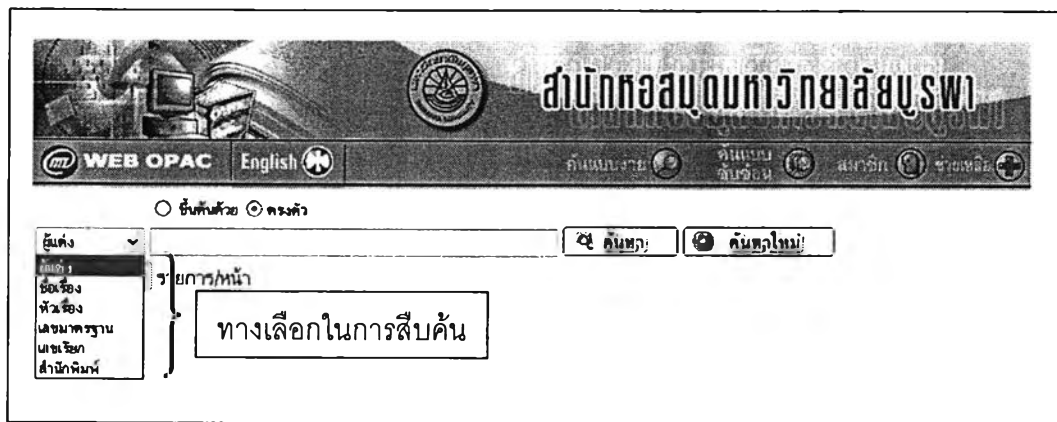 สำนักหอสมุดมหาวิทยาลัยบูรพา
WEB OPAC English ค้นแบบง่าย ค้นแบบซับซ้อน สมาชิก ช่วยเหลือ
ขึ้นต้นด้วย ตรงตัว
ผู้แต่ง ค้นหา ค้นหาใหม่
ผู้แต่ง รายการ/หน้า
ชื่อเรื่อง
หัวเรื่อง
ทางเลือกในการสืบค้น
เลขมาตรฐาน
เลขเรียก
สำนักพิมพ์